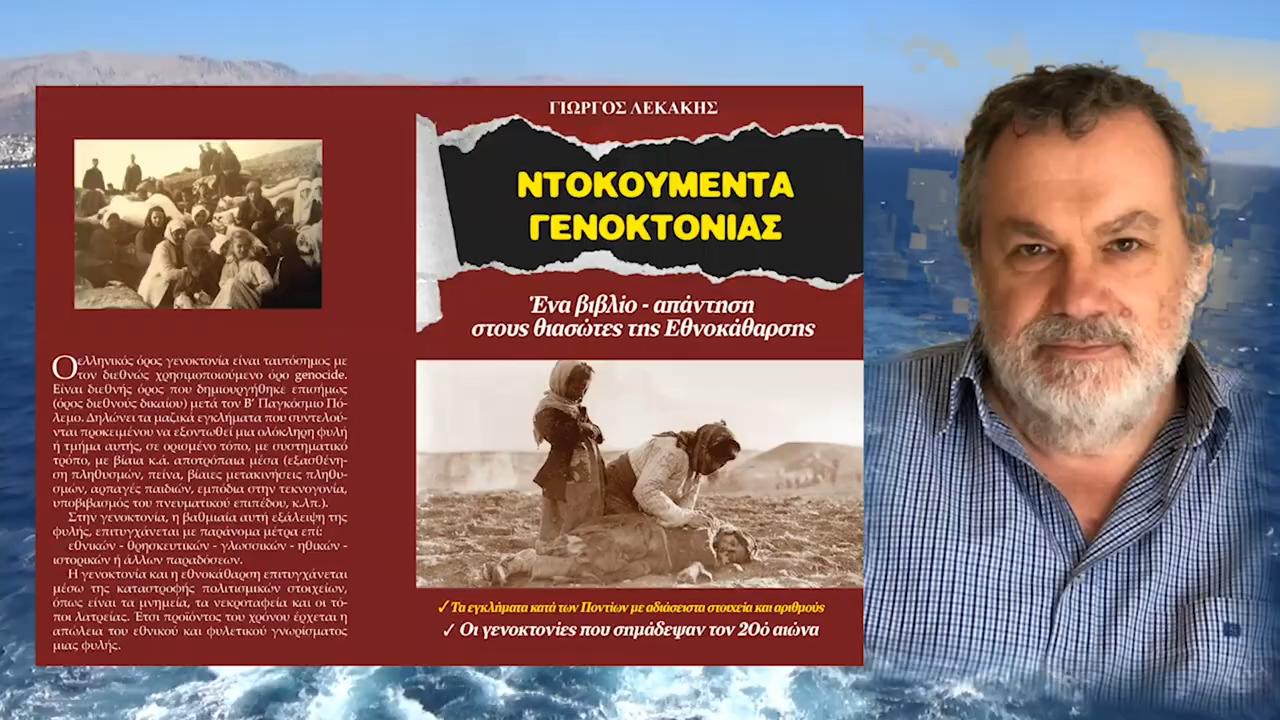 Ο ελληνικός όρος γενοκτονία είναι ταυτόσημος με
τον διεθνώς χρησιμοποιούμενο όρο genocide.
Είναι διεθνής όρος που δημιουργήθηκε επισήμως
(όρος διεθνούς δικαίου) μετά τον Β' Παγκόσμιο Πό-
λεμο. Δηλώνει τα μαζικά εγκλήματα που συντελού-
νται προκειμένου να εξοντωθεί μια ολόκληρη φυλή
ή τμήμα αυτής, σε ορισμένο τόπο, με συστηματικό
τρόπο, με βίαια κ.ά. αποτρόπαια μέσα (εξασθένη-
ση πληθυσμών, πείνα, βίαιες μετακινήσεις πληθυ-
σμών, αρπαγές παιδιών, εμπόδια στην τεκνογονία,
υποβιβασμός του πνευματικού επιπέδου, κ.λπ.).
Στην γενοκτονία, η βαθμιαία αυτή εξάλειψη της
φυλής, επιτυγχάνεται με παράνομα μέτρα επί:
εθνικών - θρησκευτικών - γλωσσικών - ηθικών -
ιστορικών ή άλλων παραδόσεων.
Η γενοκτονία και η εθνοκάθαρση επιτυγχάνεται
μέσω της καταστροφής πολιτισμικών στοιχείων,
όπως είναι τα μνημεία, τα νεκροταφεία και οι τό-
ποι λατρείας. Έτσι προϊόντος του χρόνου έρχεται η
απώλεια του εθνικού και φυλετικού γνωρίσματος
μιας φυλής.
ΓΙΩΡΓΟΣ ΛΕΚΑΚΗΣ
ΝΤΟΚΟΥΜΕΝΤΑ
ΓΕΝΟΚΤΟΝΙΑΣ
Ένα βιβλίο - απάντηση
στους θιασώτες της Εθνοκάθαρσης
✓ Τα εγκλήματα κατά των Ποντίων με αδιάσειστα στοιχεία και αριθμούς
✓ Οι γενοκτονίες που σημάδεψαν τον 20ό αιώνα